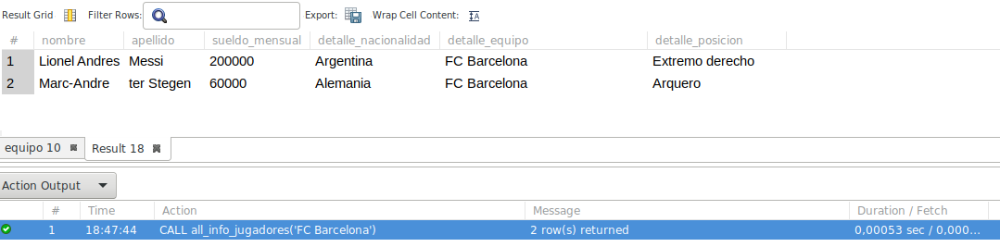 Result Grid Filter Rows: Export: Wrap Cell Content: IA
# nombre apellido sueldo_mensual detalle_nacionalidad detalle_equipo detalle_posicion
1 Lionel Andres Messi 200000 Argentina FC Barcelona Extremo derecho
2 Marc-Andre ter Stegen 60000 Alemania FC Barcelona Arquero
equipo 10 Result 18
Action Output
# Time Action Message Duration / Fetch
1 18:47:44 CALL all_info_jugadores('FC Barcelona') 2 row(s) returned 0,00053 sec / 0,000...